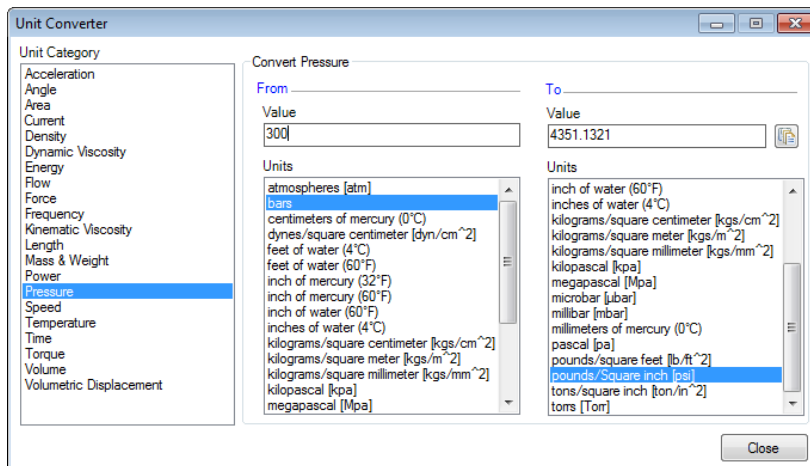 Unit Converter
Unit Category
Acceleration
Angle
Area
Current
Density
Dynamic Viscosity
Energy
Flow
Force
Frequency
Kinematic Viscosity
Length
Mass & Weight
Power
Pressure
Speed
Temperature
Time
Torque
Volume
Volumetric Displacement
Convert Pressure
From
Value
300
Units
atmospheres [atm]
bars
centimeters of mercury (0°C)
dynes/square centimeter [dyn/cm^2]
feet of water (4°C)
feet of water (60°F)
inch of mercury (32°F)
inch of mercury (60°F)
inch of water (60°F)
inches of water (4°C)
kilograms/square centimeter [kgs/cm^2]
kilograms/square meter [kgs/m^2]
kilograms/square millimeter [kgs/mm^2]
kilopascal [kpa]
megapascal [Mpa]
To
Value
4351.1321
Units
inch of water (60°F)
inches of water (4°C)
kilograms/square centimeter [kgs/cm^2]
kilograms/square meter [kgs/m^2]
kilograms/square millimeter [kgs/mm^2]
kilopascal [kpa]
megapascal [Mpa]
microbar [µbar]
millibar [mbar]
millimeters of mercury (0°C)
pascal [pa]
pounds/square feet [lb/ft^2]
pounds/Square inch [psi]
tons/square inch [ton/in^2]
torrs [Torr]
Close